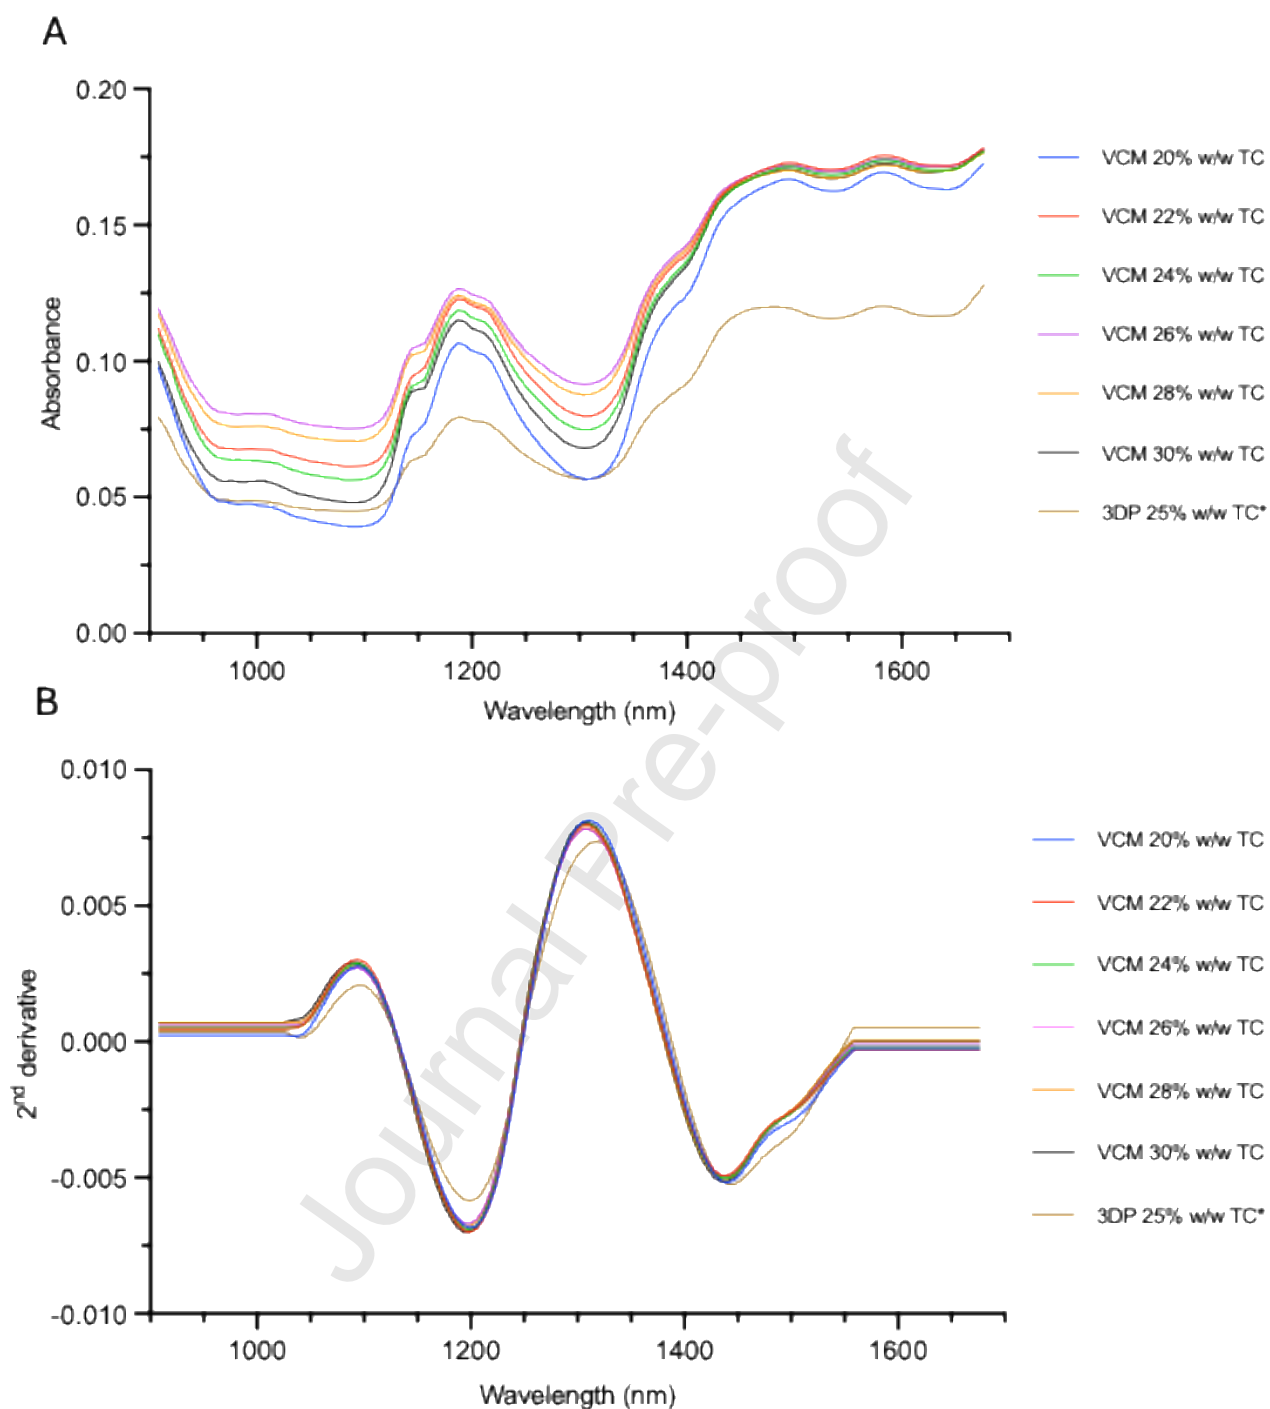 A
0.20
0.15
0.10
0.05
0.00
Absorbance
1000 1200 1400 1600
Wavelength (nm)
VCM 20% w/w TC
VCM 22% w/w TC
VCM 24% w/w TC
VCM 26% w/w TC
VCM 28% w/w TC
VCM 30% w/w TC
3DP 25% w/w TC*
B
0.010
0.005
0.000
-0.005
-0.010
2nd derivative
1000 1200 1400 1600
Wavelength (nm)
VCM 20% w/w TC
VCM 22% w/w TC
VCM 24% w/w TC
VCM 26% w/w TC
VCM 28% w/w TC
VCM 30% w/w TC
3DP 25% w/w TC*
Journal Pre-proof